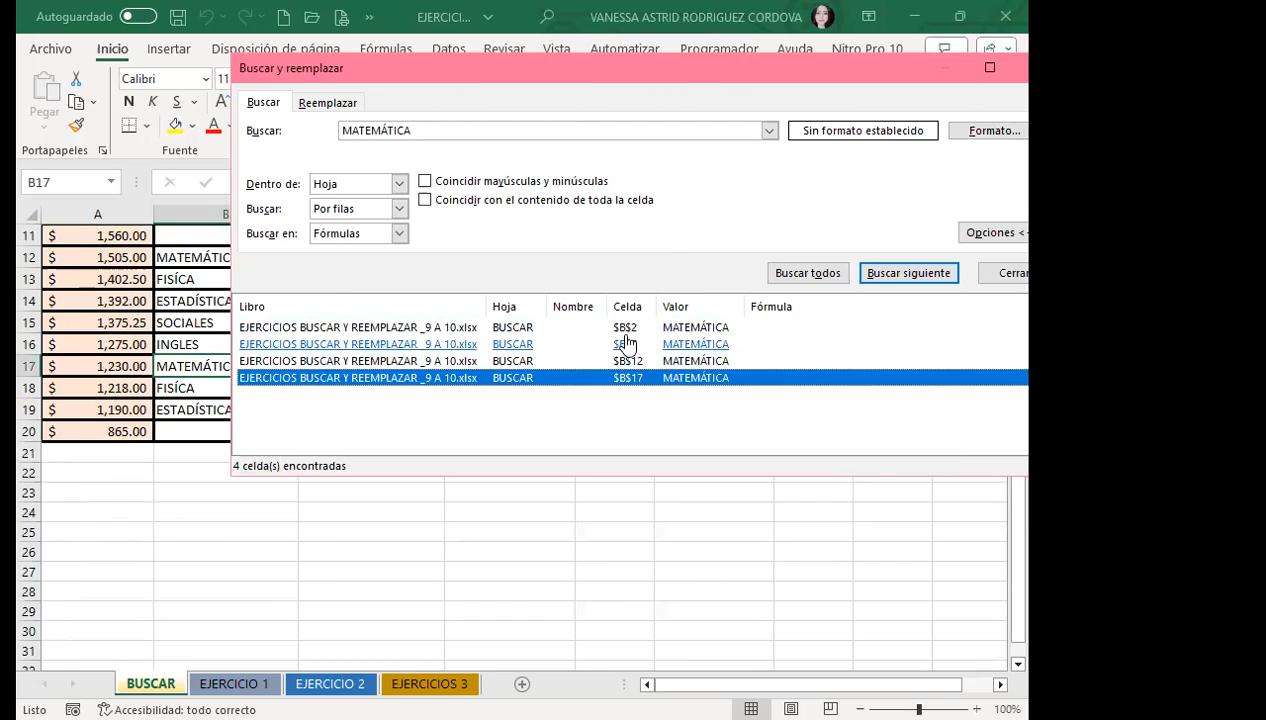 Autoguardado
EJERCICI...
VANESSA ASTRID RODRIGUEZ CORDOVA
Archivo Inicio Insertar Disposición de página Fórmulas Datos Revisar Vista Automatizar Programador Ayuda Nitro Pro 10
Calibri 11
Pegar
N K S
Portapapeles Fuente
B17
Buscar y reemplazar
Buscar Reemplazar
Buscar: MATEMÁTICA Sin formato establecido Formato...
Dentro de: Hoja Coincidir mayúsculas y minúsculas
Coincidir con el contenido de toda la celda
Buscar: Por filas
Buscar en: Fórmulas Opciones <
Buscar todos Buscar siguiente Cerrar
Libro Hoja Nombre Celda Valor Fórmula
EJERCICIOS BUSCAR Y REEMPLAZAR _9 A 10.xlsx BUSCAR $B$2 MATEMÁTICA
EJERCICIOS BUSCAR Y REEMPLAZAR _9 A 10.xlsx BUSCAR MATEMÁTICA
EJERCICIOS BUSCAR Y REEMPLAZAR _9 A 10.xlsx BUSCAR $B$12 MATEMÁTICA
EJERCICIOS BUSCAR Y REEMPLAZAR _9 A 10.xlsx BUSCAR $B$17 MATEMÁTICA
4 celda(s) encontradas
A B
11 $ 1,560.00
12 $ 1,505.00 MATEMÁTIC
13 $ 1,402.50 FISÍCA
14 $ 1,392.00 ESTADÍSTICA
15 $ 1,375.25 SOCIALES
16 $ 1,275.00 INGLES
17 $ 1,230.00 MATEMÁTIC
18 $ 1,218.00 FISÍCA
19 $ 1,190.00 ESTADÍSTICA
20 $ 865.00
21
22
23
24
25
26
27
28
29
30
31
BUSCAR EJERCICIO 1 EJERCICIO 2 EJERCICIOS 3
Listo Accesibilidad: todo correcto 100%